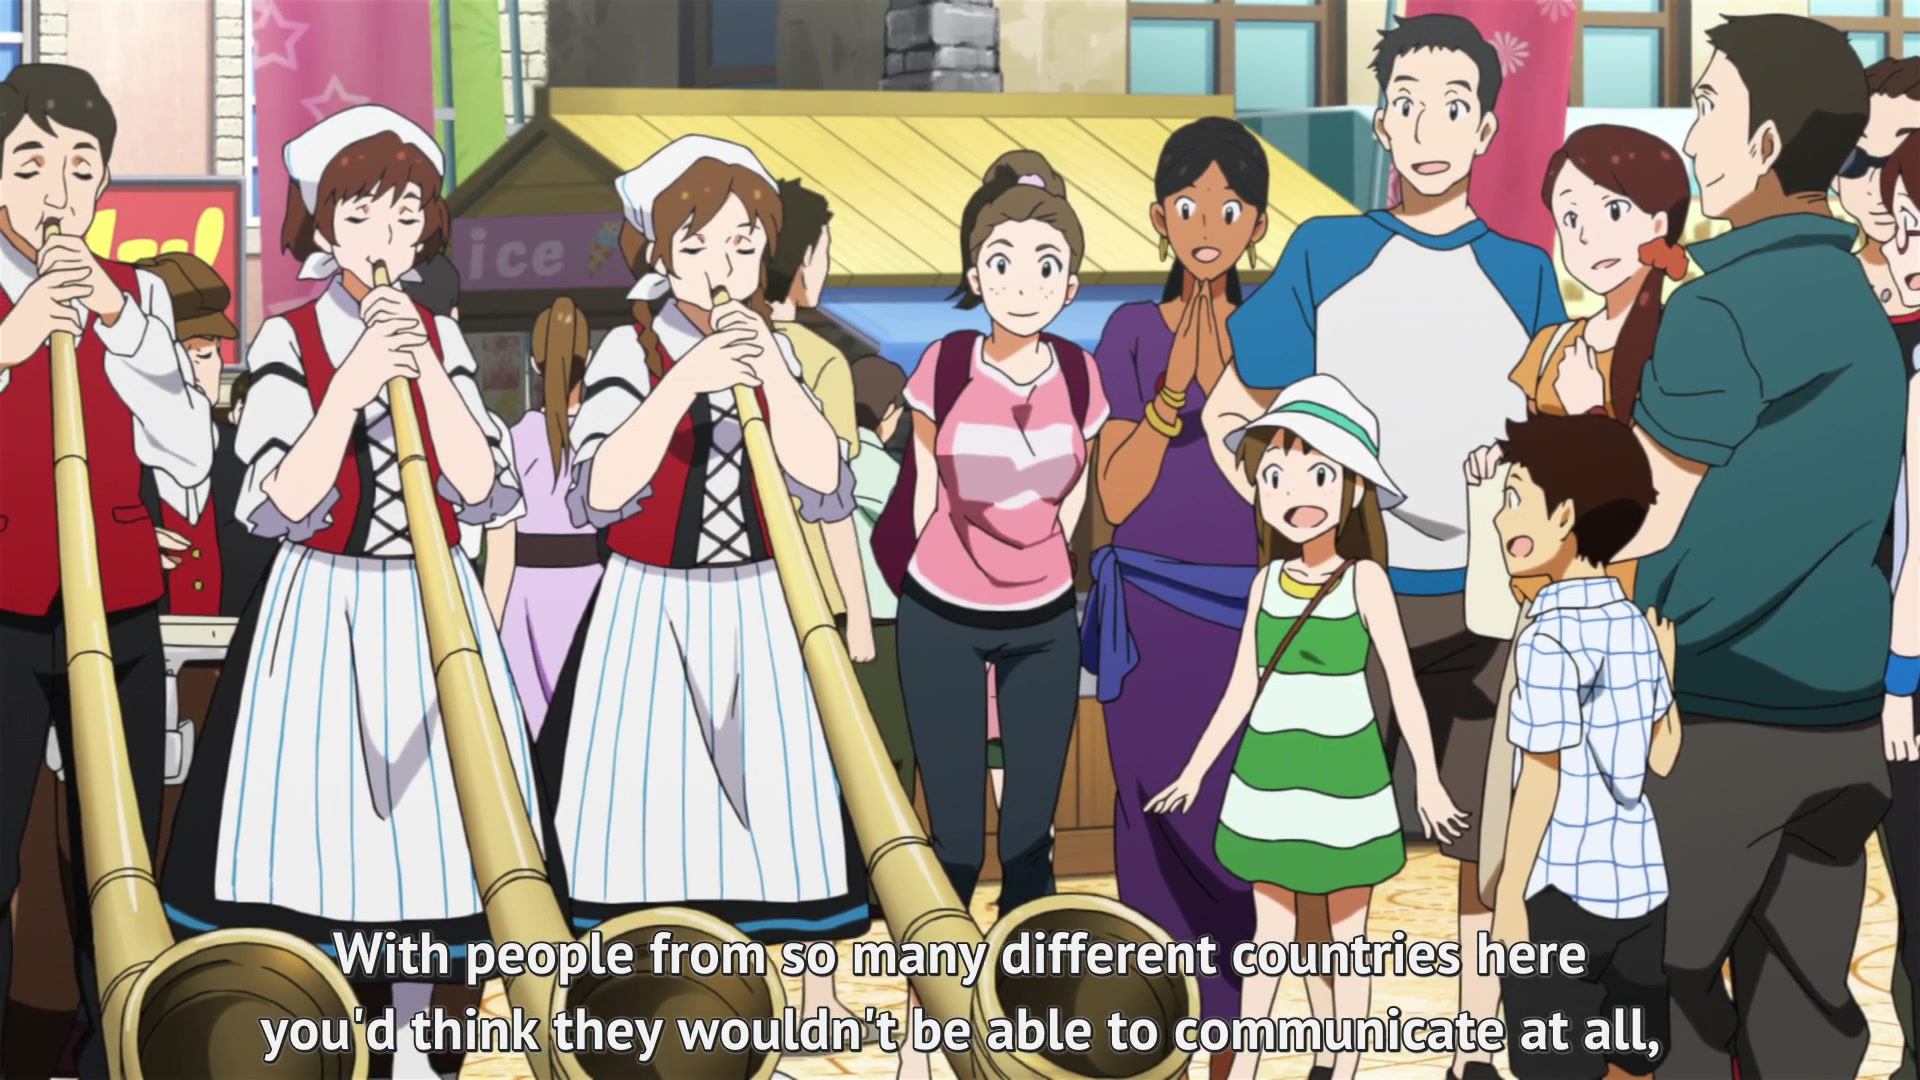 ice
With people from so many different countries here
you'd think they wouldn't be able to communicate at all,